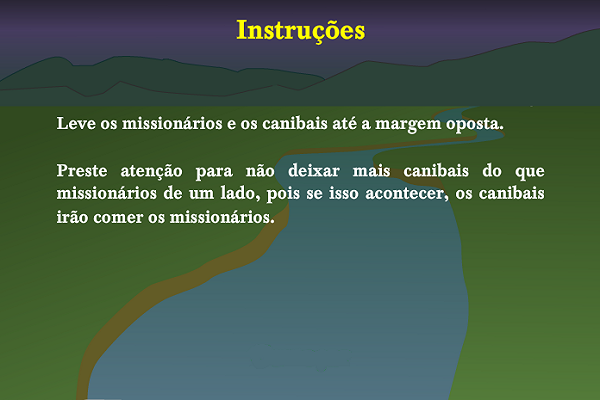 Instruções
Leve os missionários e os canibais até a margem oposta.
Preste atenção para não deixar mais canibais do que
missionários de um lado, pois se isso acontecer, os canibais
irão comer os missionários.